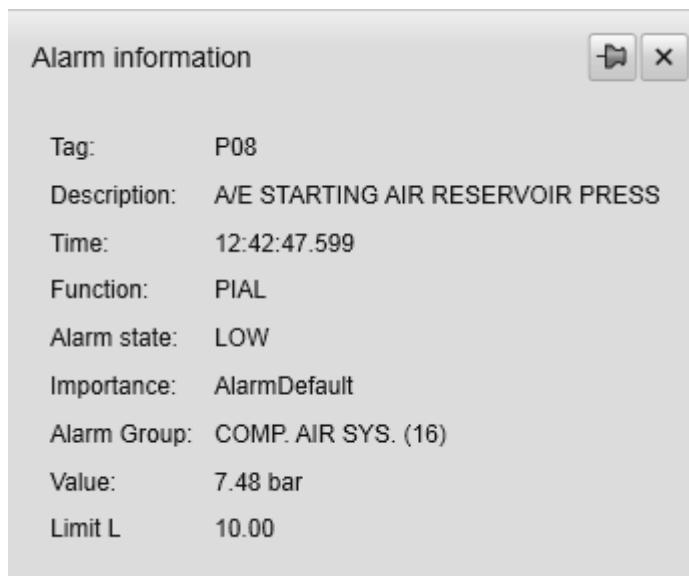 Alarm information
Tag: P08
Description: A/E STARTING AIR RESERVOIR PRESS
Time: 12:42:47.599
Function: PIAL
Alarm state: LOW
Importance: AlarmDefault
Alarm Group: COMP. AIR SYS. (16)
Value: 7.48 bar
Limit L 10.00